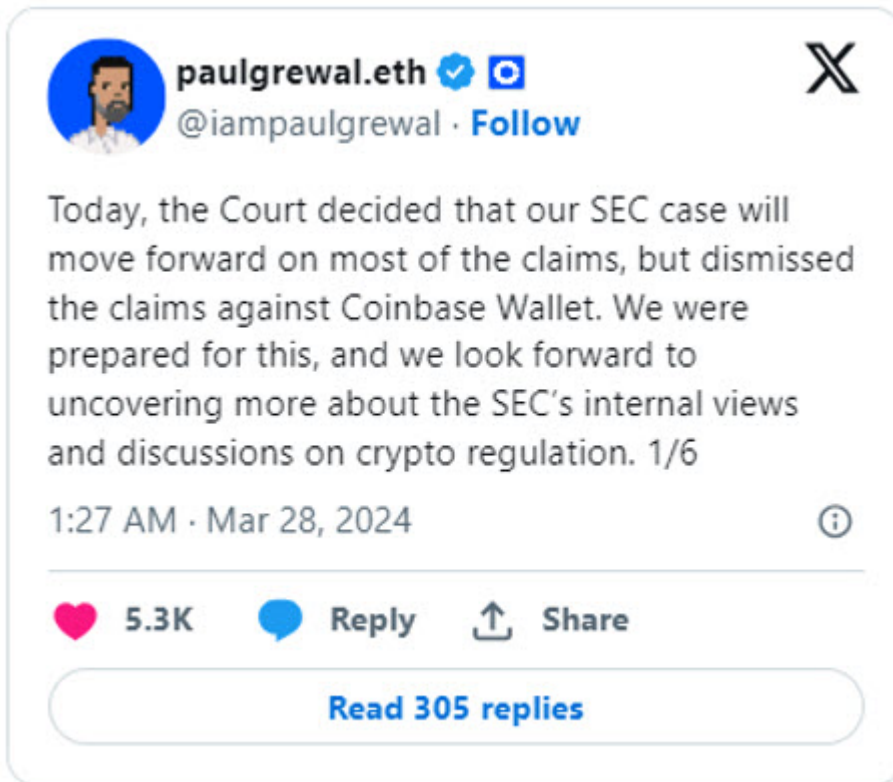 paulgrewal.eth
@iampaulgrewal · Follow
Today, the Court decided that our SEC case will
move forward on most of the claims, but dismissed
the claims against Coinbase Wallet. We were
prepared for this, and we look forward to
uncovering more about the SEC’s internal views
and discussions on crypto regulation. 1/6
1:27 AM · Mar 28, 2024
5.3K Reply Share
Read 305 replies